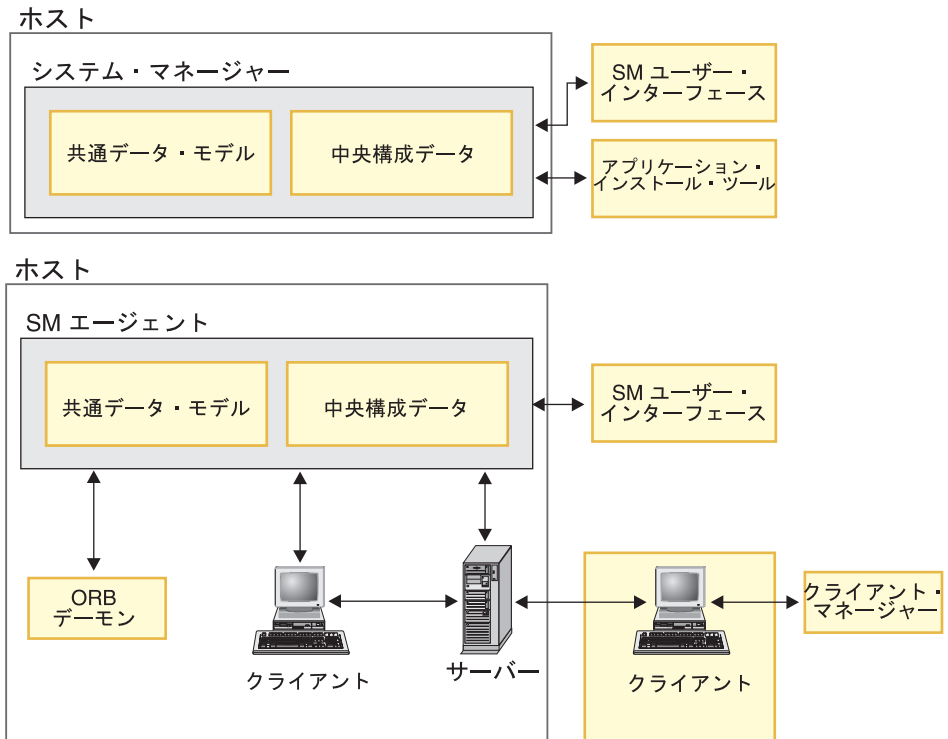 ホスト
システム・マネージャー
共通データ・モデル
中央構成データ
SM ユーザー・
インターフェース
アプリケーション・
インストール・ツール
ホスト
SM エージェント
共通データ・モデル
中央構成データ
SM ユーザー・
インターフェース
ORB
デーモン
クライアント
サーバー
クライアント
クライアント・
マネージャー